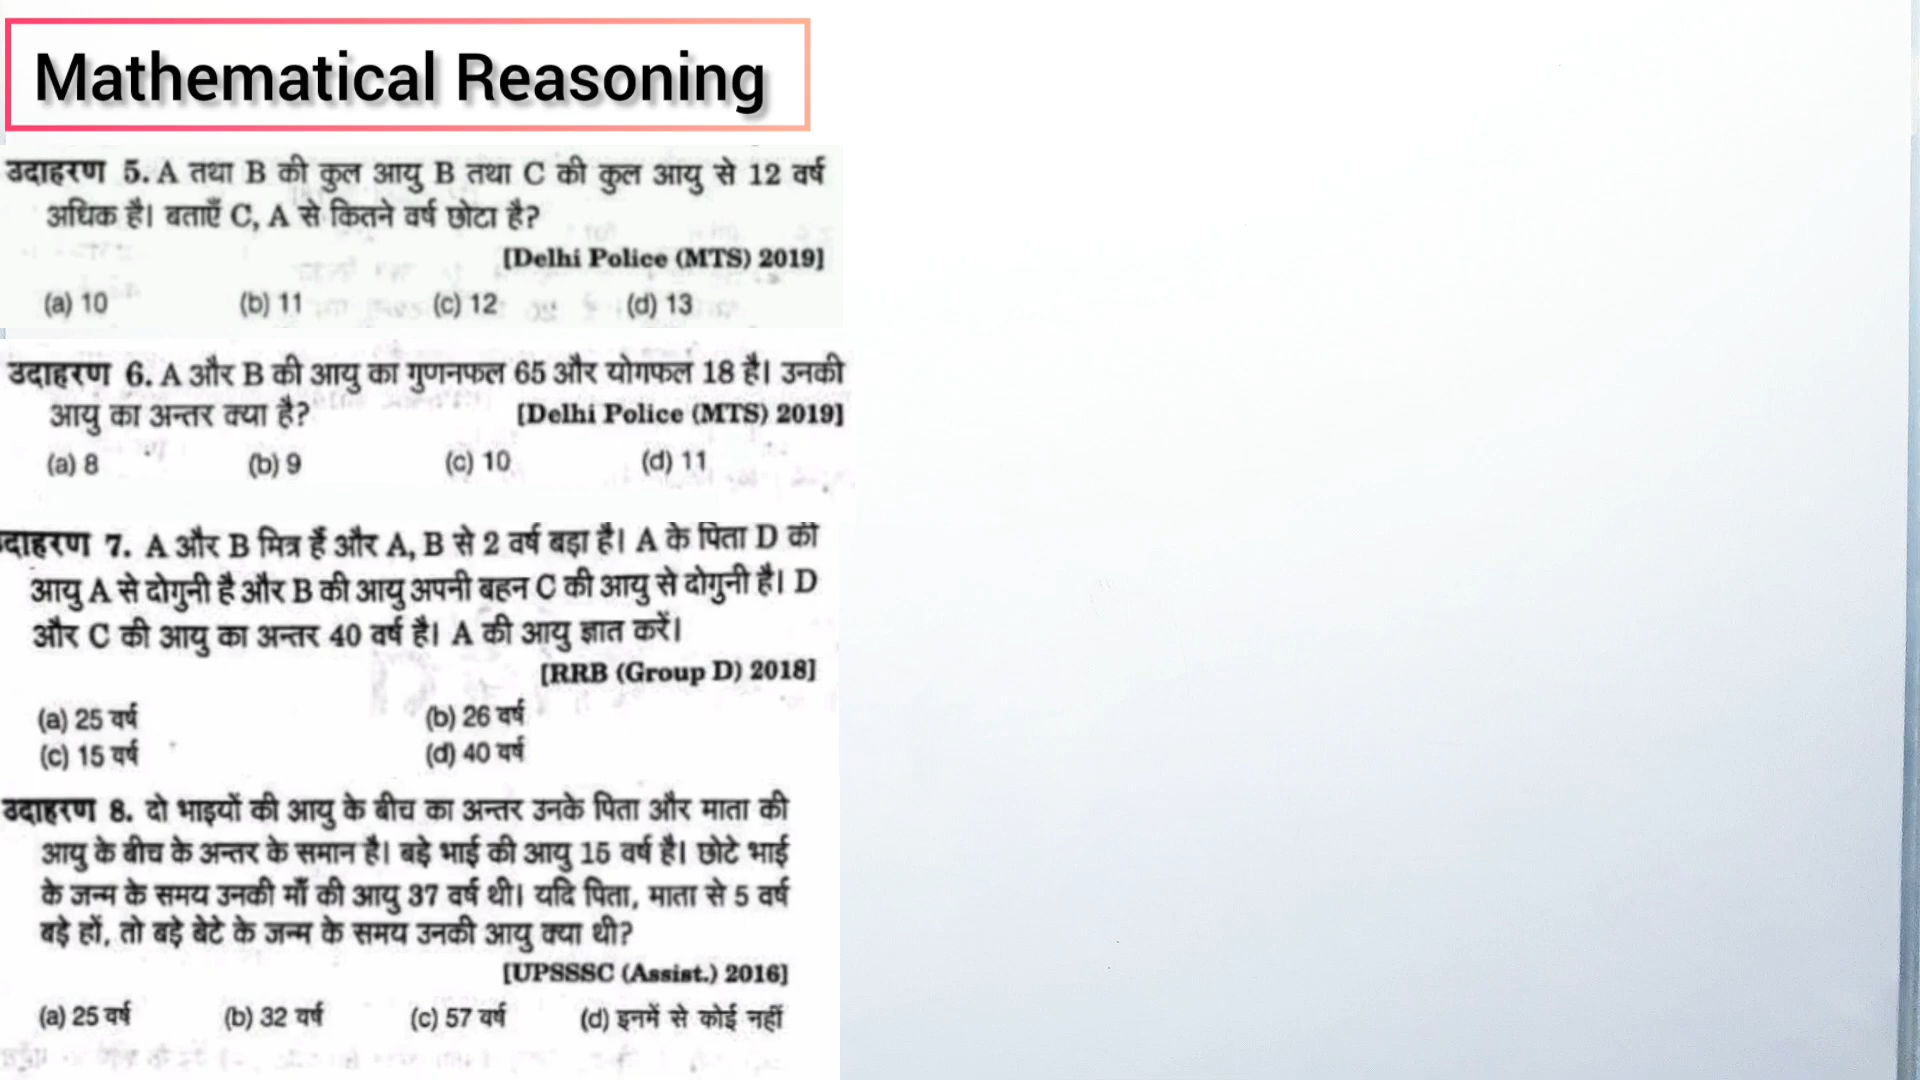 Mathematical Reasoning
उदाहरण 5. A तथा B की कुल आयु B तथा C की कुल आयु से 12 वर्ष
अधिक है। बताएँ C, A से कितने वर्ष छोटा है?
[Delhi Police (MTS) 2019]
(a) 10 (b) 11 (c) 12 (d) 13
उदाहरण 6. A और B की आयु का गुणनफल 65 और योगफल 18 है। उनकी
आयु का अन्तर क्या है? [Delhi Police (MTS) 2019]
(a) 8 (b) 9 (c) 10 (d) 11
दाहरण 7. A और B मित्र हैं और A, B से 2 वर्ष बड़ा है। A के पिता D की
आयु A से दोगुनी है और B की आयु अपनी बहन C की आयु से दोगुनी है। D
और C की आयु का अन्तर 40 वर्ष है। A की आयु ज्ञात करें।
[RRB (Group D) 2018]
(a) 25 वर्ष (b) 26 वर्ष
(c) 15 वर्ष (d) 40 वर्ष
उदाहरण 8. दो भाइयों की आयु के बीच का अन्तर उनके पिता और माता की
आयु के बीच के अन्तर के समान है। बड़े भाई की आयु 15 वर्ष है। छोटे भाई
के जन्म के समय उनकी माँ की आयु 37 वर्ष थी। यदि पिता, माता से 5 वर्ष
बड़े हों, तो बड़े बेटे के जन्म के समय उनकी आयु क्या थी?
[UPSSSC (Assist.) 2016]
(a) 25 वर्ष (b) 32 वर्ष (c) 57 वर्ष (d) इनमें से कोई नहीं